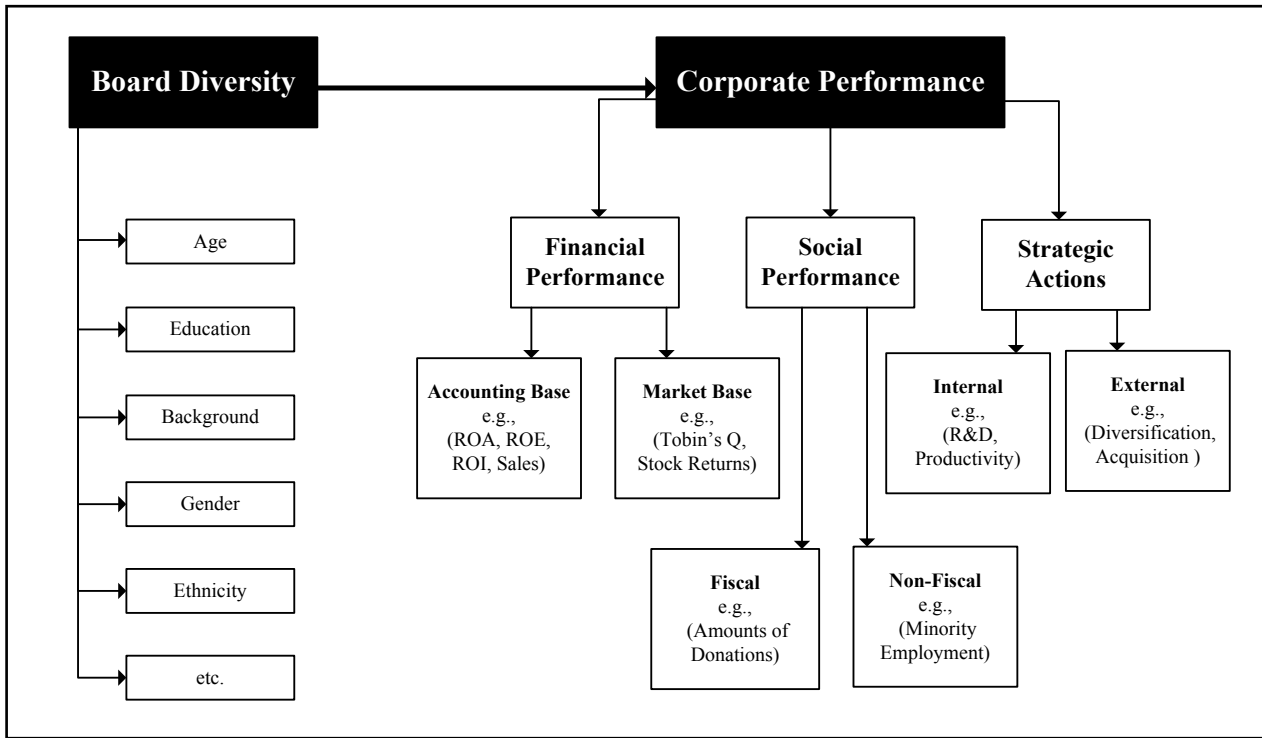 Board Diversity
Corporate Performance
Age
Education
Background
Gender
Ethnicity
etc.
Financial
Performance
Social
Performance
Strategic
Actions
Accounting Base
e.g.,
(ROA, ROE,
ROI, Sales)
Market Base
e.g.,
(Tobin’s Q,
Stock Returns)
Internal
e.g.,
(R&D,
Productivity)
External
e.g.,
(Diversification,
Acquisition )
Fiscal
e.g.,
(Amounts of
Donations)
Non-Fiscal
e.g.,
(Minority
Employment)